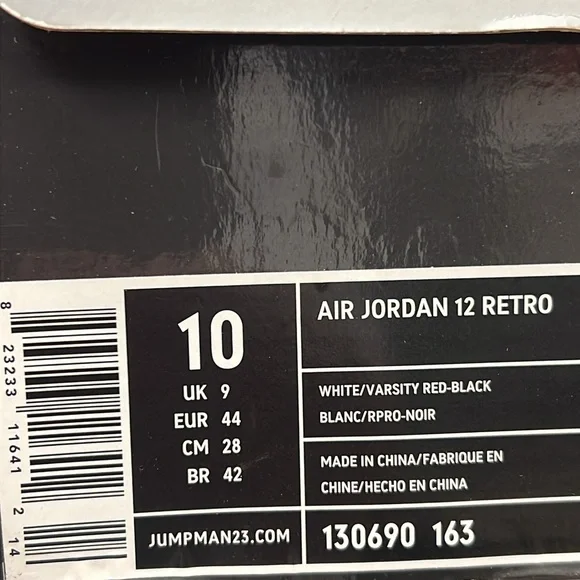 8 23233 11641 2 14
10
UK 9
EUR 44
CM 28
BR 42
JUMPMAN23.COM
AIR JORDAN 12 RETRO
WHITE/VARSITY RED-BLACK
BLANC/RPRO-NOIR
MADE IN CHINA/FABRIQUE EN
CHINE/HECHO EN CHINA
130690 163